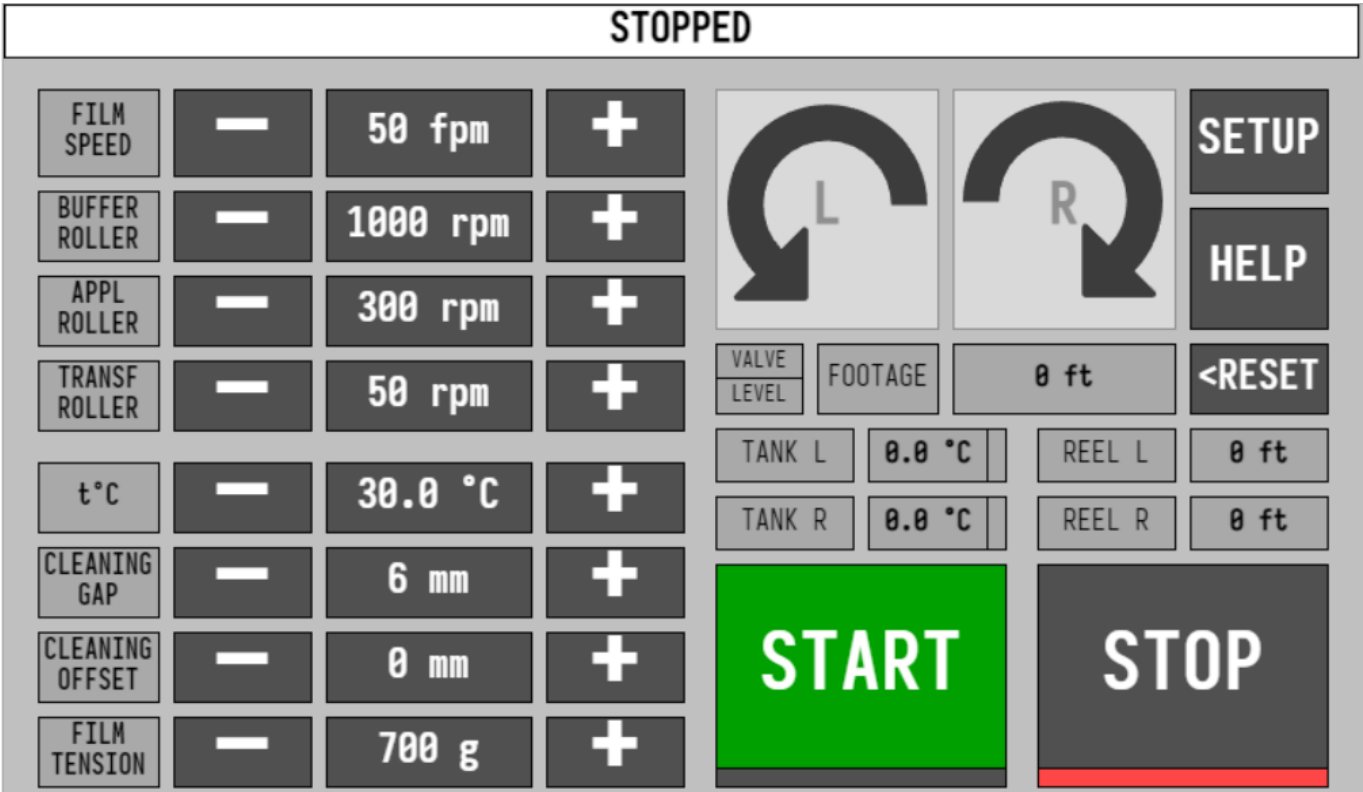 STOPPED
FILM
SPEED
−
50 fpm
+
BUFFER
ROLLER
−
1000 rpm
+
APPL
ROLLER
−
300 rpm
+
TRANSF
ROLLER
−
50 rpm
+
t°C
−
30.0 °C
+
CLEANING
GAP
−
6 mm
+
CLEANING
OFFSET
−
0 mm
+
FILM
TENSION
−
700 g
+
L
R
SETUP
HELP
VALVE
LEVEL
FOOTAGE
0 ft
<RESET
TANK L
0.0 °C
REEL L
0 ft
TANK R
0.0 °C
REEL R
0 ft
START
STOP